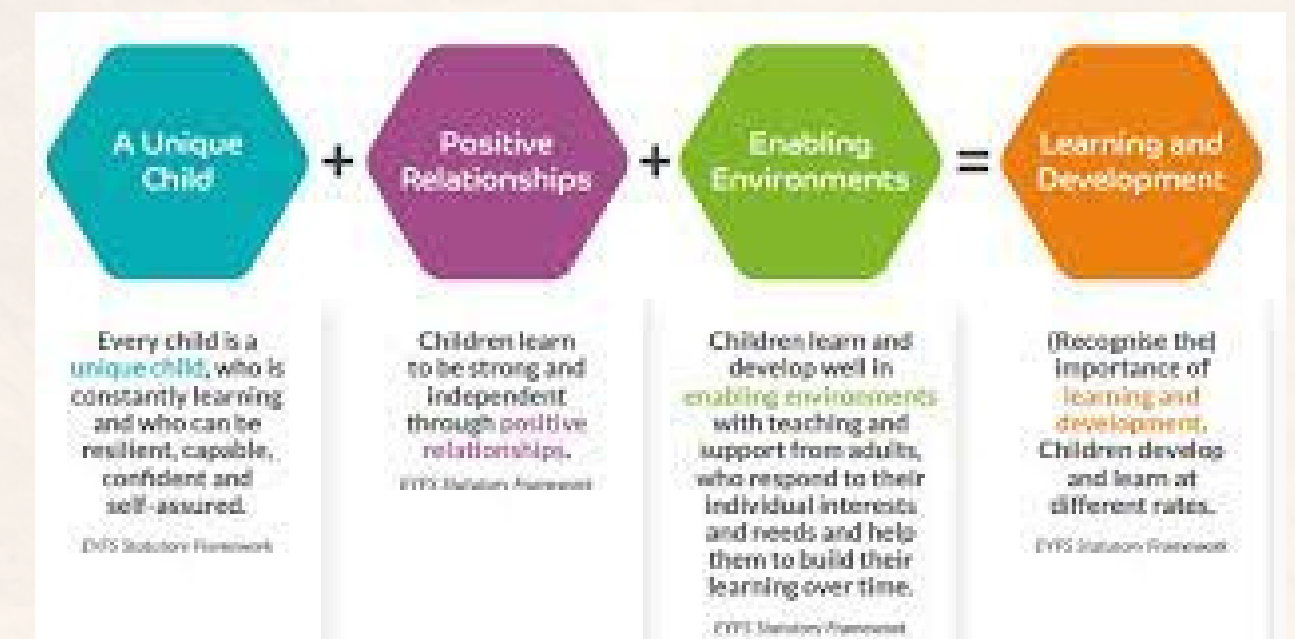 A Unique
Child
+
Positive
Relationships
+
Enabling
Environments
=
Learning and
Development
Every child is a
unique child, who is
constantly learning
and who can be
resilient, capable,
confident and
self-assured.
EYFS Statutory Framework
Children learn
to be strong and
independent
through positive
relationships.
EYFS Statutory Framework
Children learn and
develop well in
enabling environments
with teaching and
support from adults,
who respond to their
individual interests
and needs and help
them to build their
learning over time.
EYFS Statutory Framework
(Recognise the)
importance of
learning and
development.
Children develop
and learn at
different rates.
EYFS Statutory Framework